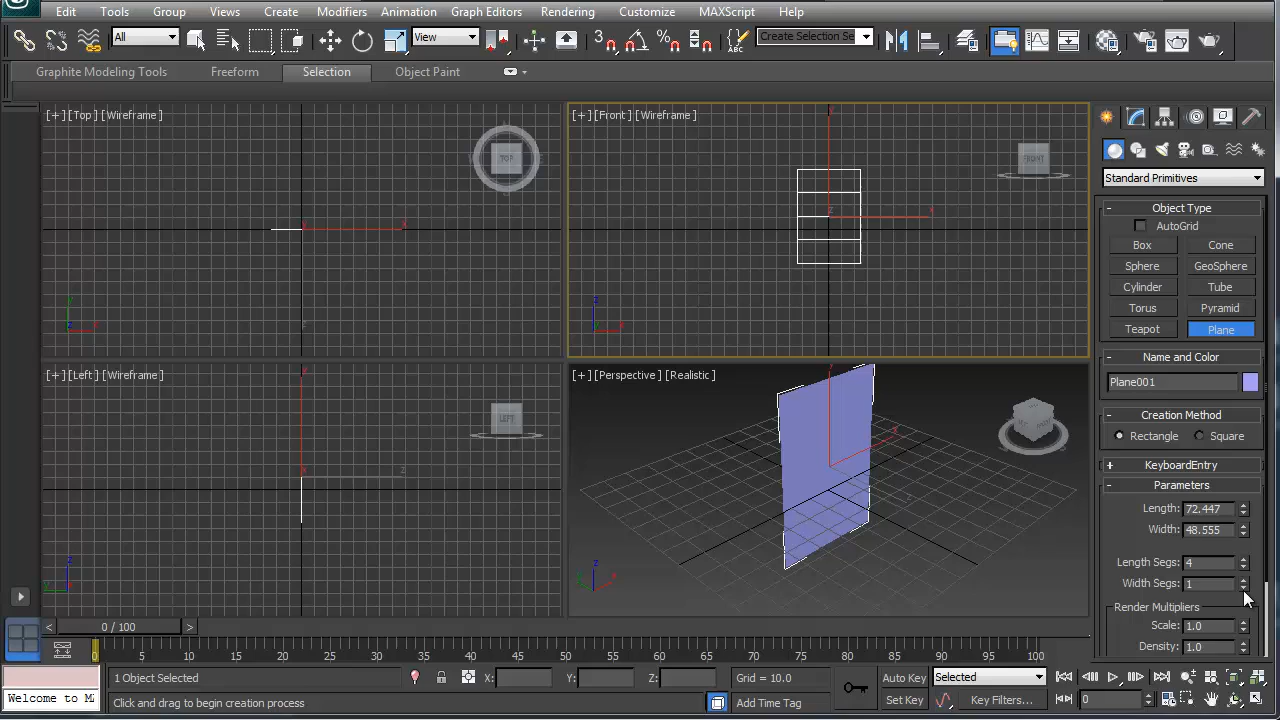 Edit Tools Group Views Create Modifiers Animation Graph Editors Rendering Customize MAXScript Help
All View 3 Create Selection Se
Graphite Modeling Tools Freeform Selection Object Paint
[+] [Top] [Wireframe]
TOP
[+] [Front] [Wireframe]
FRONT
[+] [Left] [Wireframe]
LEFT
[+] [Perspective] [Realistic]
Standard Primitives
- Object Type
AutoGrid
Box Cone
Sphere GeoSphere
Cylinder Tube
Torus Pyramid
Teapot Plane
- Name and Color
Plane001
- Creation Method
Rectangle Square
+ KeyboardEntry
- Parameters
Length: 72.447
Width: 48.555
Length Segs: 4
Width Segs: 1
Render Multipliers
Scale: 1.0
Density: 1.0
< 0 / 100 >
0 5 10 15 20 25 30 35 40 45 50 55 60 65 70 75 80 85 90 95 100
1 Object Selected X: Y: Z: Grid = 10.0 Auto Key Selected
Welcome to M Click and drag to begin creation process Add Time Tag Set Key Key Filters... 0